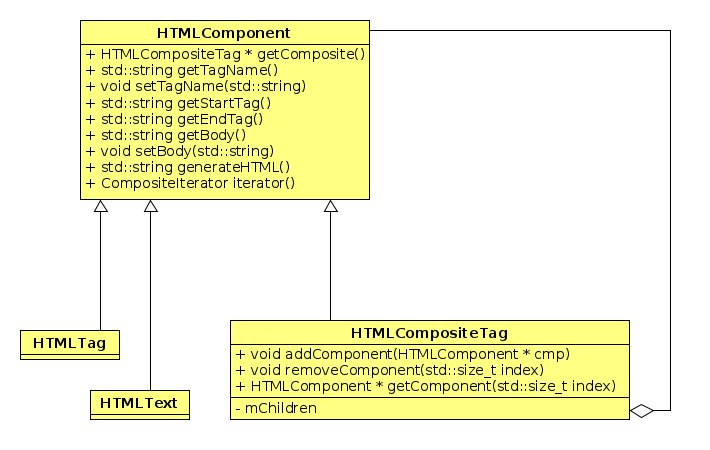 HTMLComponent
+ HTMLCompositeTag * getComposite()
+ std::string getTagName()
+ void setTagName(std::string)
+ std::string getStartTag()
+ std::string getEndTag()
+ std::string getBody()
+ void setBody(std::string)
+ std::string generateHTML()
+ CompositeIterator iterator()
HTMLTag
HTMLText
HTMLCompositeTag
+ void addComponent(HTMLComponent * cmp)
+ void removeComponent(std::size_t index)
+ HTMLComponent * getComponent(std::size_t index)
- mChildren